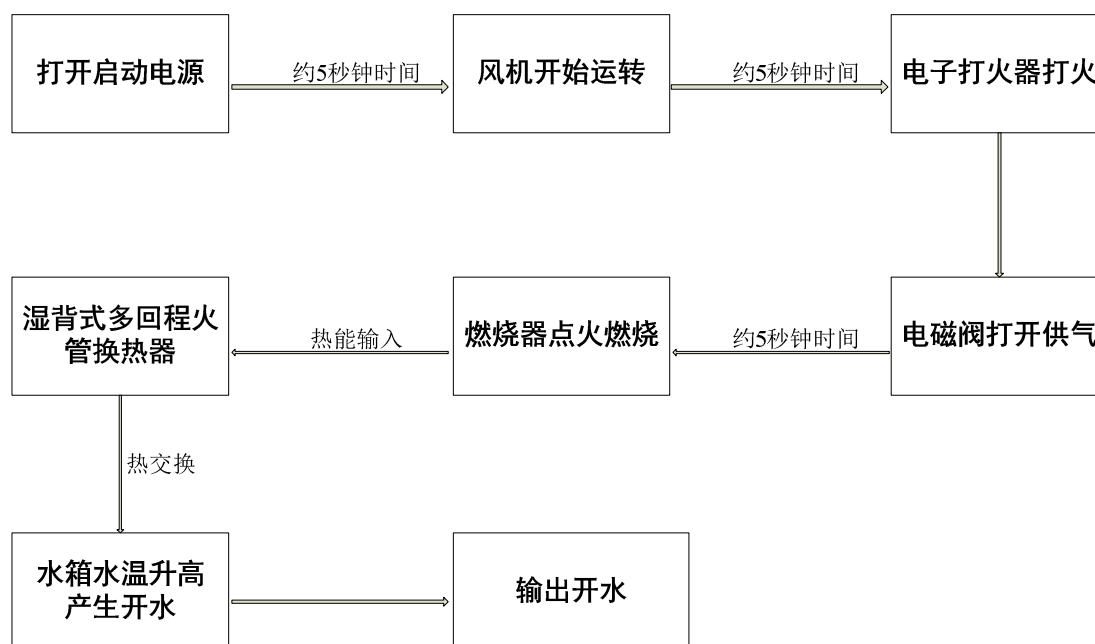 打开启动电源
约5秒钟时间
风机开始运转
约5秒钟时间
电子打火器打火
电磁阀打开供气
约5秒钟时间
燃烧器点火燃烧
热能输入
湿背式多回程火
管换热器
热交换
水箱水温升高
产生开水
输出开水